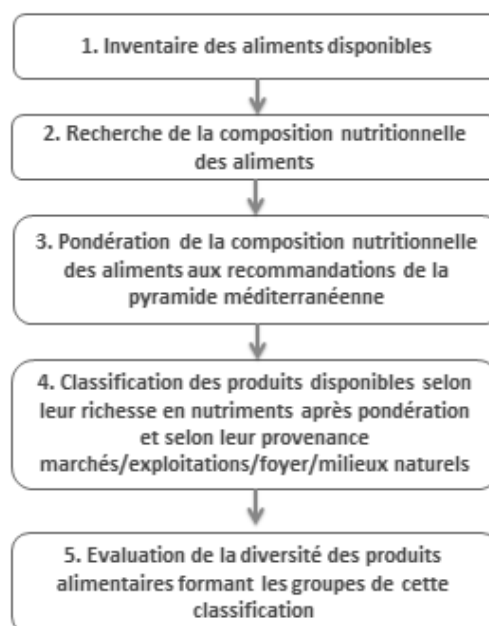 1. Inventaire des aliments disponibles
2. Recherche de la composition nutritionnelle
des aliments
3. Pondération de la composition nutritionnelle
des aliments aux recommandations de la
pyramide méditerranéenne
4. Classification des produits disponibles selon
leur richesse en nutriments après pondération
et selon leur provenance
marchés/exploitations/foyer/milieux naturels
5. Evaluation de la diversité des produits
alimentaires formant les groupes de cette
classification